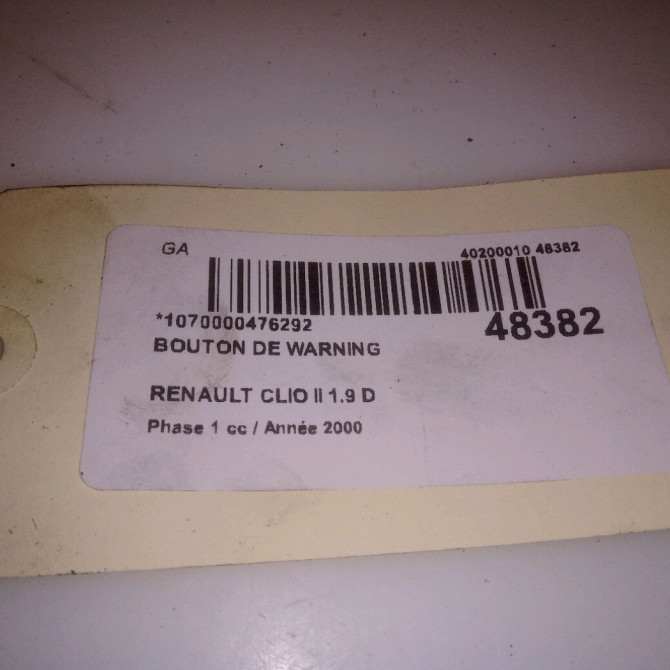 GA
40200010 48382
*1070000476292
48382
BOUTON DE WARNING
RENAULT CLIO II 1.9 D
Phase 1 cc / Année 2000